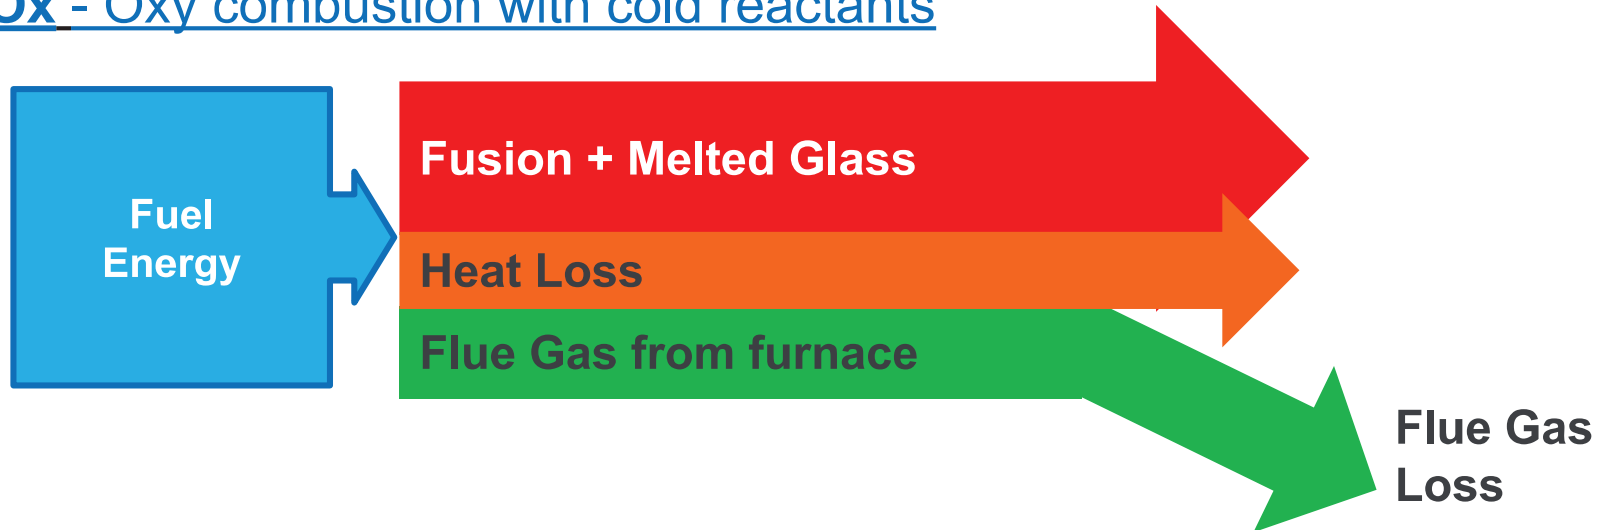 Ox - Oxy combustion with cold reactants
Fusion + Melted Glass
Fuel
Energy
Heat Loss
Flue Gas from furnace
Flue Gas
Loss